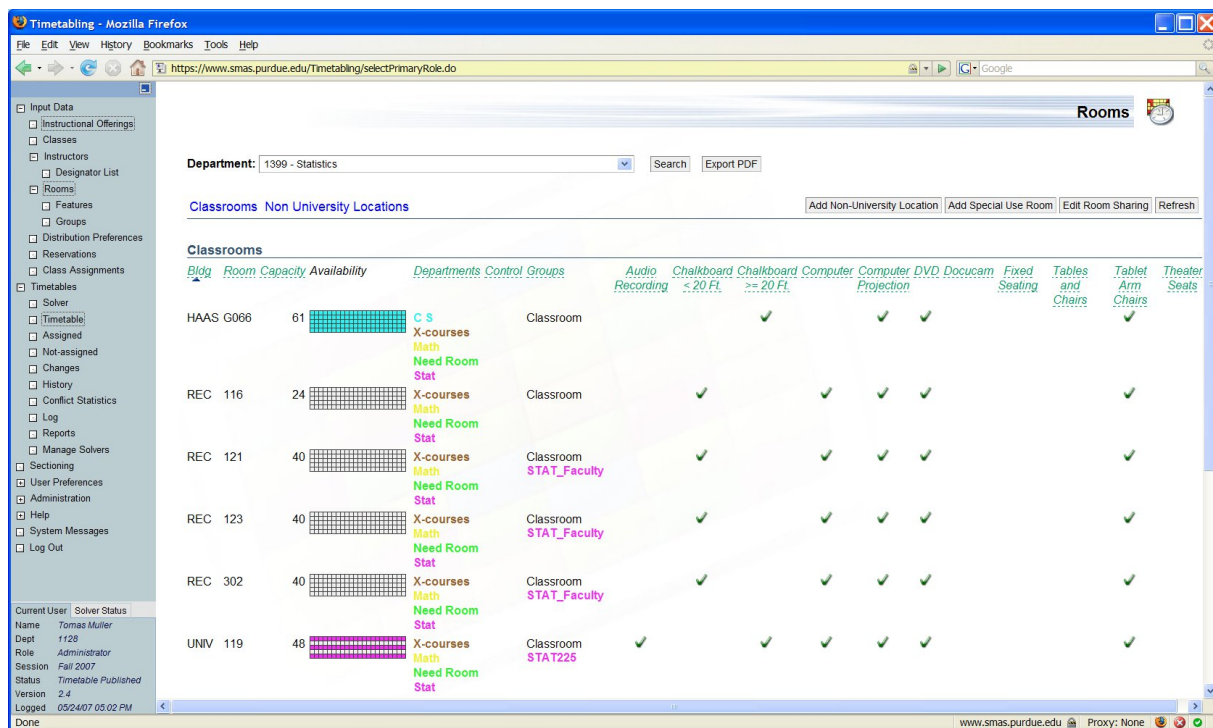 Timetabling - Mozilla Firefox
File Edit View History Bookmarks Tools Help
https://www.smas.purdue.edu/Timetabling/selectPrimaryRole.do
G Google
Input Data
Instructional Offerings
Classes
Instructors
Designator List
Rooms
Features
Groups
Distribution Preferences
Reservations
Class Assignments
Timetables
Solver
Timetable
Assigned
Not-assigned
Changes
History
Conflict Statistics
Log
Reports
Manage Solvers
Sectioning
User Preferences
Administration
Help
System Messages
Log Out
Current User Solver Status
Name Tomas Muller
Dept 1128
Role Administrator
Session Fall 2007
Status Timetable Published
Version 2.4
Logged 05/24/07 05:02 PM
Rooms
Department: 1399 - Statistics Search Export PDF
Classrooms Non University Locations Add Non-University Location Add Special Use Room Edit Room Sharing Refresh
Classrooms
Bldg Room Capacity Availability Departments Control Groups Audio Chalkboard Chalkboard Computer Computer DVD Docucam Fixed Tables Tablet Theater
Recording < 20 Ft. >= 20 Ft. Projection Seating and Arm Seats
Chairs Chairs
HAAS G066 61 C S Classroom
X-courses
Math
Need Room
Stat
REC 116 24 X-courses Classroom
Math
Need Room
Stat
REC 121 40 X-courses Classroom
Math STAT_Faculty
Need Room
Stat
REC 123 40 X-courses Classroom
Math STAT_Faculty
Need Room
Stat
REC 302 40 X-courses Classroom
Math STAT_Faculty
Need Room
Stat
UNIV 119 48 X-courses Classroom
Math STAT225
Need Room
Stat
Done www.smas.purdue.edu Proxy: None